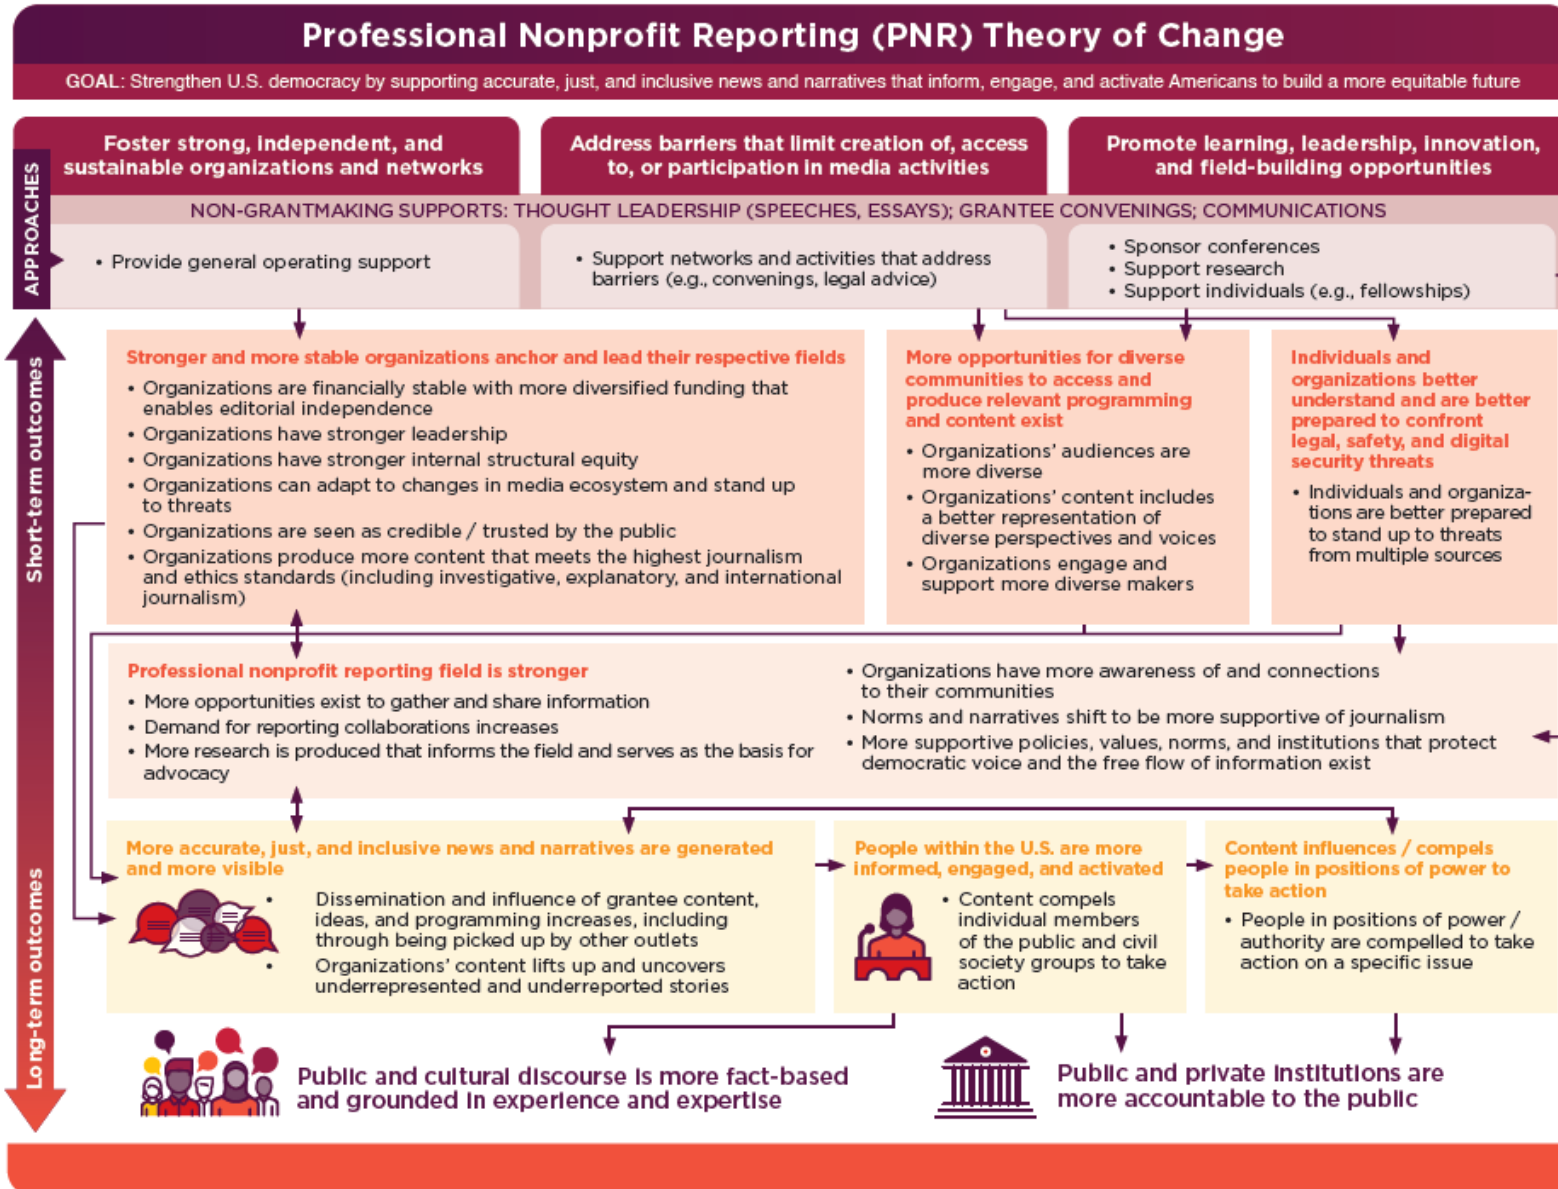 Professional Nonprofit Reporting (PNR) Theory of Change
GOAL: Strengthen U.S. democracy by supporting accurate, just, and inclusive news and narratives that inform, engage, and activate Americans to build a more equitable future
APPROACHES
Foster strong, independent, and
sustainable organizations and networks
Address barriers that limit creation of, access
to, or participation in media activities
Promote learning, leadership, innovation,
and field-building opportunities
NON-GRANTMAKING SUPPORTS: THOUGHT LEADERSHIP (SPEECHES, ESSAYS); GRANTEE CONVENINGS; COMMUNICATIONS
• Provide general operating support
• Support networks and activities that address
barriers (e.g., convenings, legal advice)
• Sponsor conferences
• Support research
• Support individuals (e.g., fellowships)
Short-term outcomes
Stronger and more stable organizations anchor and lead their respective fields
• Organizations are financially stable with more diversified funding that
enables editorial independence
• Organizations have stronger leadership
• Organizations have stronger internal structural equity
• Organizations can adapt to changes in media ecosystem and stand up
to threats
• Organizations are seen as credible / trusted by the public
• Organizations produce more content that meets the highest journalism
and ethics standards (including investigative, explanatory, and international
journalism)
More opportunities for diverse
communities to access and
produce relevant programming
and content exist
• Organizations' audiences are
more diverse
• Organizations' content includes
a better representation of
diverse perspectives and voices
• Organizations engage and
support more diverse makers
Individuals and
organizations better
understand and are better
prepared to confront
legal, safety, and digital
security threats
• Individuals and organiza-
tions are better prepared
to stand up to threats
from multiple sources
Professional nonprofit reporting field is stronger
• More opportunities exist to gather and share information
• Demand for reporting collaborations increases
• More research is produced that informs the field and serves as the basis for
advocacy
• Organizations have more awareness of and connections
to their communities
• Norms and narratives shift to be more supportive of journalism
• More supportive policies, values, norms, and institutions that protect
democratic voice and the free flow of information exist
Long-term outcomes
More accurate, just, and inclusive news and narratives are generated
and more visible
• Dissemination and influence of grantee content,
ideas, and programming increases, including
through being picked up by other outlets
• Organizations' content lifts up and uncovers
underrepresented and underreported stories
People within the U.S. are more
informed, engaged, and activated
• Content compels
individual members
of the public and civil
society groups to take
action
Content influences / compels
people in positions of power to
take action
• People in positions of power /
authority are compelled to take
action on a specific issue
Public and cultural discourse is more fact-based
and grounded in experience and expertise
Public and private institutions are
more accountable to the public